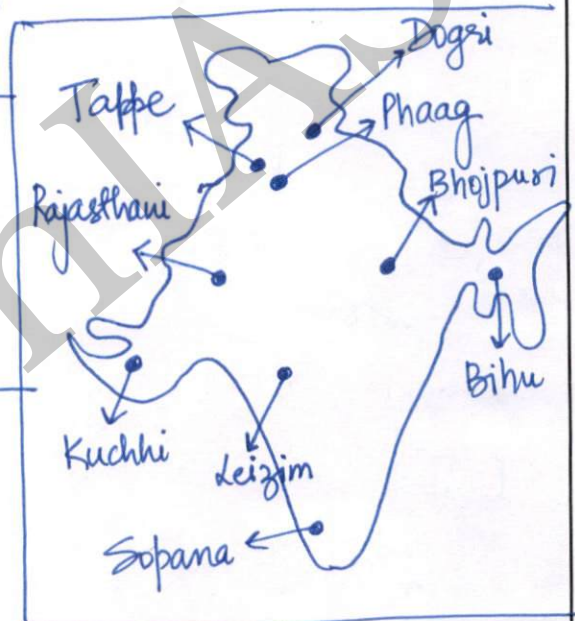 Dogri
Tappe
Phaag
Bhojpuri
Rajasthani
Bihu
Kuchhi
Leizim
Sopana